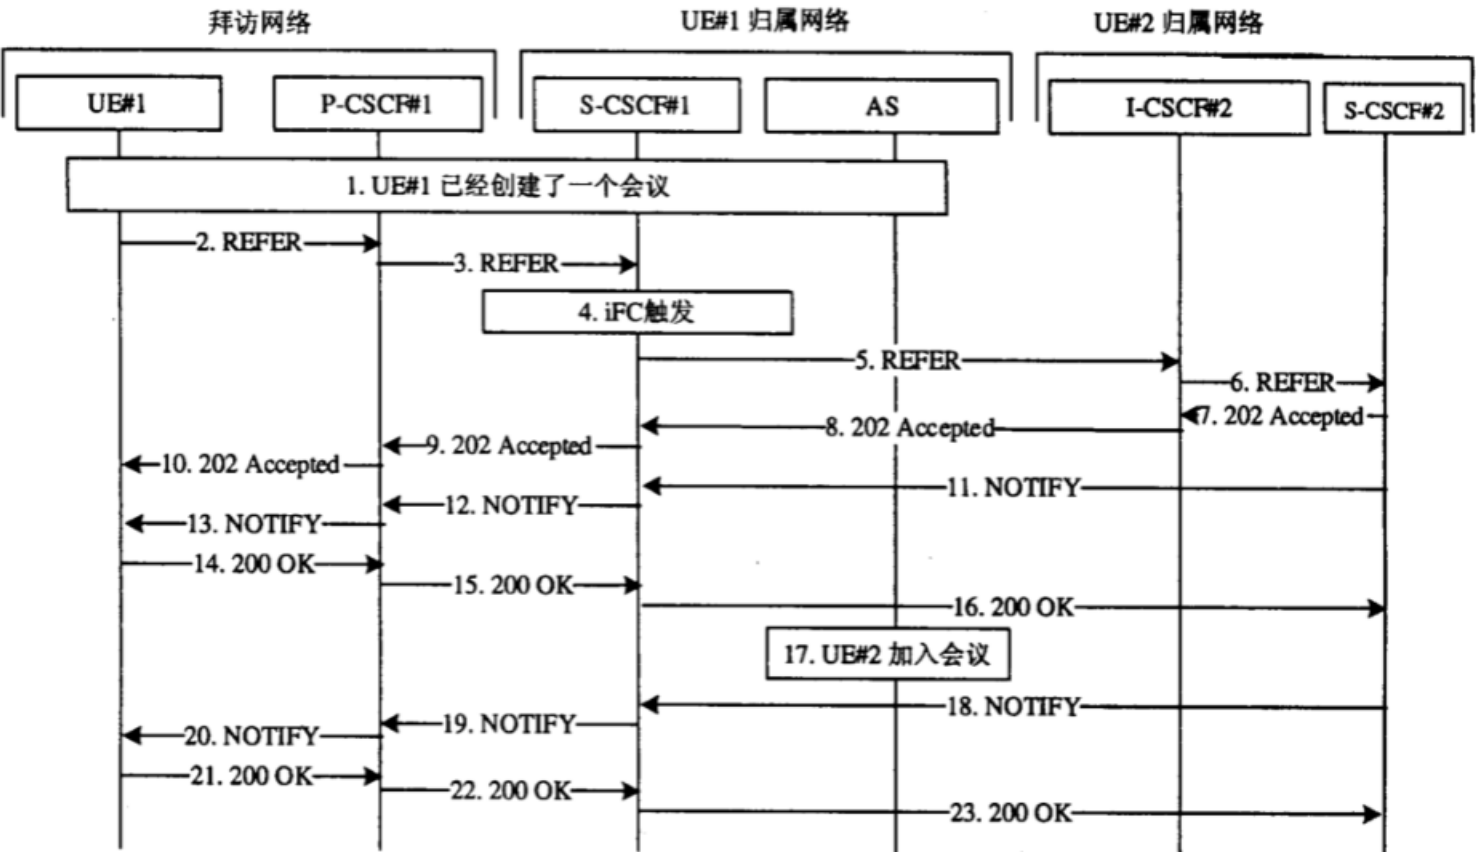 拜访网络
UE#1 归属网络
UE#2 归属网络
UE#1
P-CSCF#1
S-CSCF#1
AS
I-CSCF#2
S-CSCF#2
1. UE#1 已经创建了一个会议
2. REFER
3. REFER
4. iFC触发
5. REFER
6. REFER
7. 202 Accepted
8. 202 Accepted
9. 202 Accepted
10. 202 Accepted
11. NOTIFY
12. NOTIFY
13. NOTIFY
14. 200 OK
15. 200 OK
16. 200 OK
17. UE#2 加入会议
18. NOTIFY
19. NOTIFY
20. NOTIFY
21. 200 OK
22. 200 OK
23. 200 OK